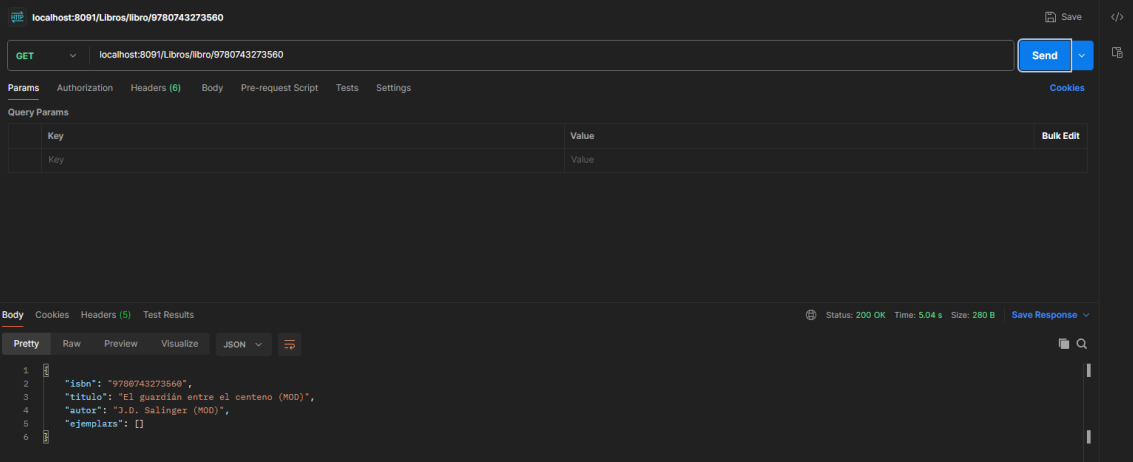 HTTP localhost:8091/Libros/libro/9780743273560 Save </>
GET localhost:8091/Libros/libro/9780743273560 Send
Params Authorization Headers (6) Body Pre-request Script Tests Settings Cookies
Query Params
Key Value Bulk Edit
Key Value
Body Cookies Headers (5) Test Results Status: 200 OK Time: 5.04 s Size: 280 B Save Response
Pretty Raw Preview Visualize JSON
1 {
2 "isbn": "9780743273560",
3 "titulo": "El guardián entre el centeno (MOD)",
4 "autor": "J.D. Salinger (MOD)",
5 "ejemplars": []
6 }